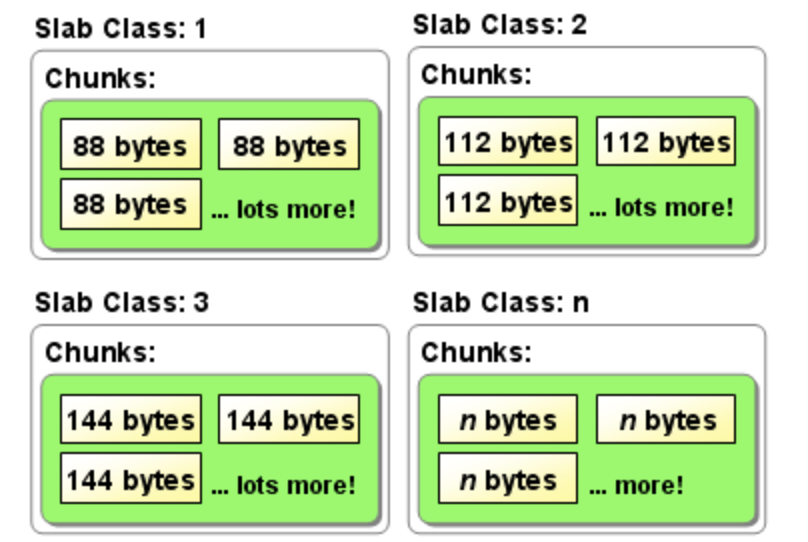 Slab Class: 1
Chunks:
88 bytes 88 bytes
88 bytes ... lots more!
Slab Class: 2
Chunks:
112 bytes 112 bytes
112 bytes ... lots more!
Slab Class: 3
Chunks:
144 bytes 144 bytes
144 bytes ... lots more!
Slab Class: n
Chunks:
n bytes n bytes
n bytes ... more!